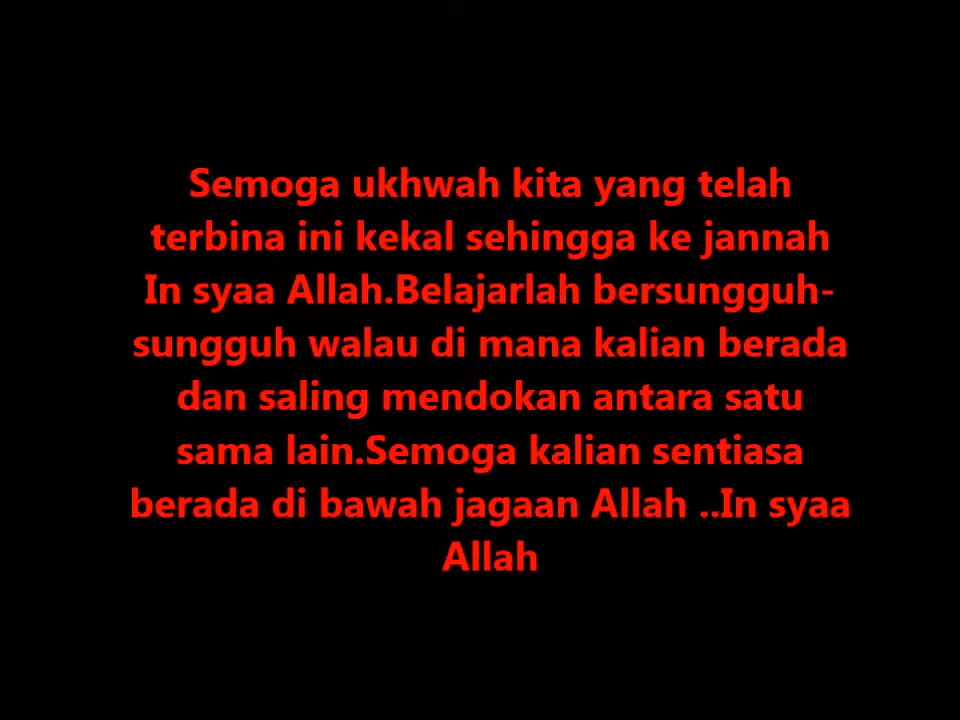 Semoga ukhwah kita yang telah
terbina ini kekal sehingga ke jannah
In syaa Allah.Belajarlah bersungguh-
sungguh walau di mana kalian berada
dan saling mendokan antara satu
sama lain.Semoga kalian sentiasa
berada di bawah jagaan Allah ..In syaa
Allah